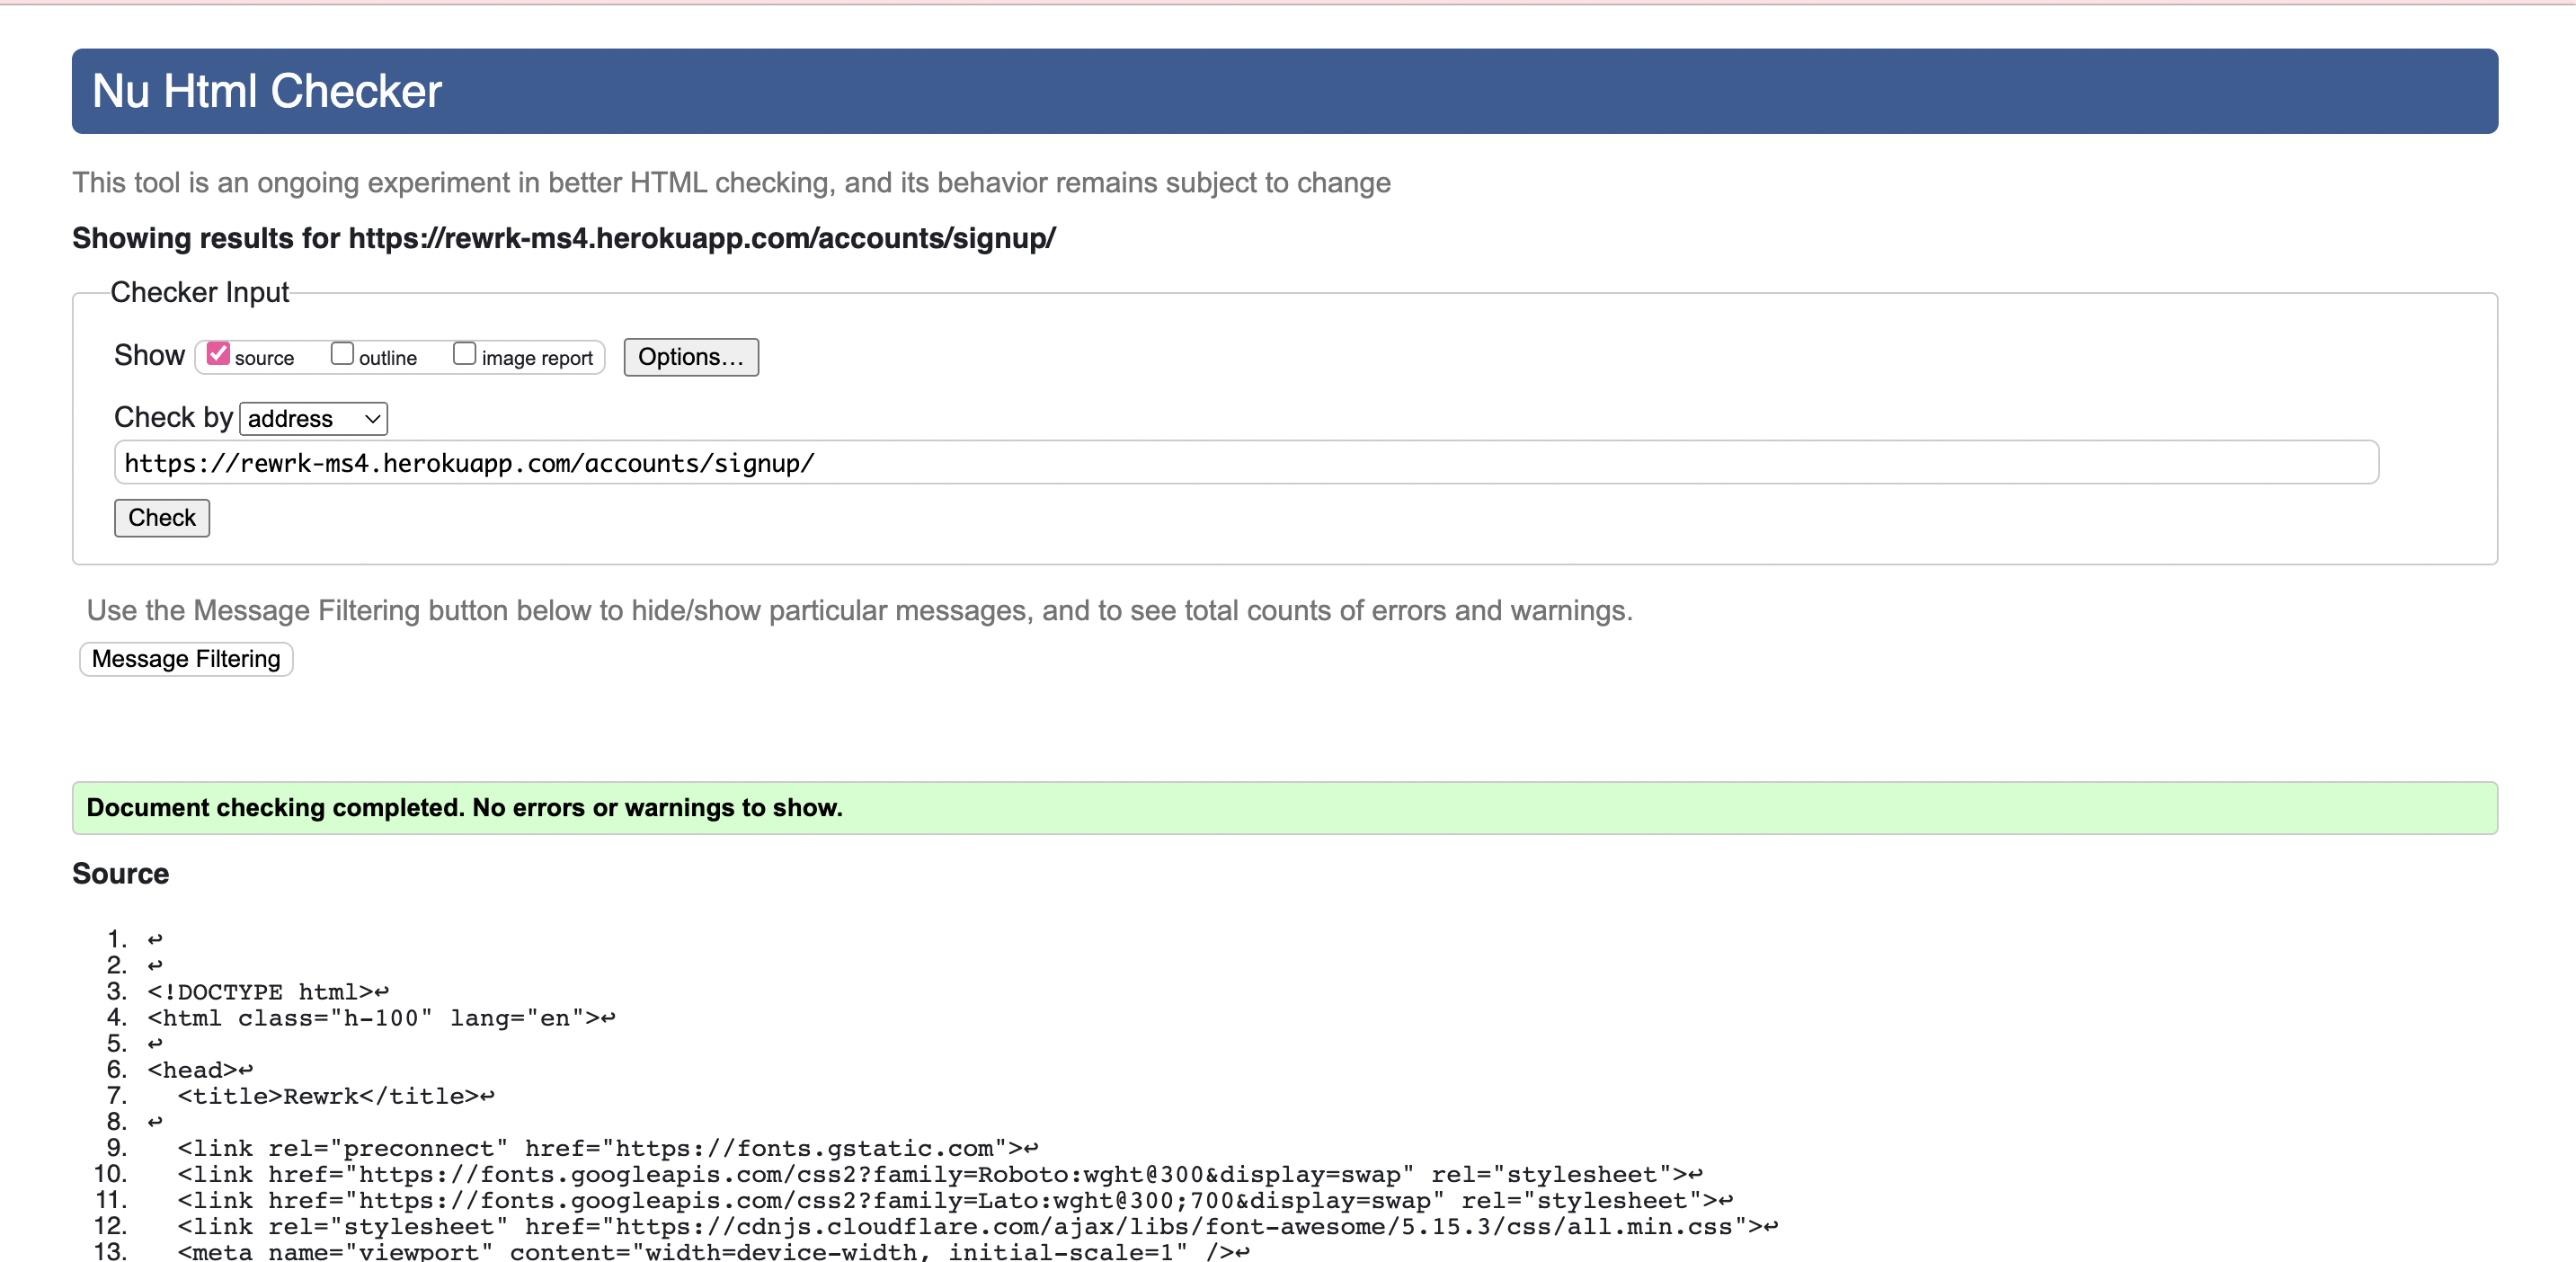 Nu Html Checker
This tool is an ongoing experiment in better HTML checking, and its behavior remains subject to change
Showing results for https://rewrk-ms4.herokuapp.com/accounts/signup/
Checker Input
Show source outline image report Options...
Check by address
https://rewrk-ms4.herokuapp.com/accounts/signup/
Check
Use the Message Filtering button below to hide/show particular messages, and to see total counts of errors and warnings.
Message Filtering
Document checking completed. No errors or warnings to show.
Source
1. ↩
2. ↩
3. <!DOCTYPE html>↩
4. <html class="h-100" lang="en">↩
5. ↩
6. <head>↩
7.   <title>Rewrk</title>↩
8. ↩
9.   <link rel="preconnect" href="https://fonts.gstatic.com">↩
10.   <link href="https://fonts.googleapis.com/css2?family=Roboto:wght@300&display=swap" rel="stylesheet">↩
11.   <link href="https://fonts.googleapis.com/css2?family=Lato:wght@300;700&display=swap" rel="stylesheet">↩
12.   <link rel="stylesheet" href="https://cdnjs.cloudflare.com/ajax/libs/font-awesome/5.15.3/css/all.min.css">↩
13.   <meta name="viewport" content="width=device-width, initial-scale=1" />↩